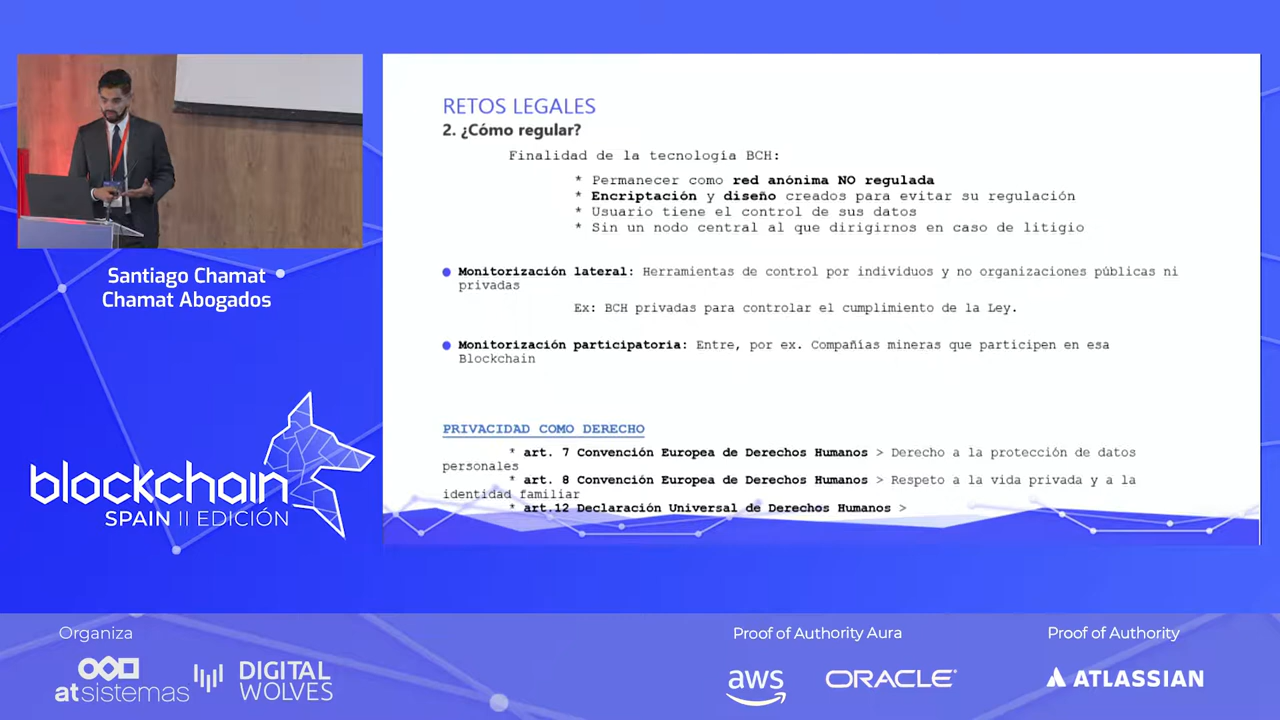 RETOS LEGALES
2. ¿Cómo regular?
Finalidad de la tecnología BCH:
* Permanecer como red anónima NO regulada
* Encriptación y diseño creados para evitar su regulación
* Usuario tiene el control de sus datos
* Sin un nodo central al que dirigirnos en caso de litigio
Monitorización lateral: Herramientas de control por individuos y no organizaciones públicas ni
privadas
Ex: BCH privadas para controlar el cumplimiento de la Ley.
Monitorización participatoria: Entre, por ex. Compañías mineras que participen en esa
Blockchain
PRIVACIDAD COMO DERECHO
* art. 7 Convención Europea de Derechos Humanos > Derecho a la protección de datos
personales
* art. 8 Convención Europea de Derechos Humanos > Respeto a la vida privada y a la
identidad familiar
* art.12 Declaración Universal de Derechos Humanos >
Santiago Chamat
Chamat Abogados
blockchain
SPAIN II EDICIÓN
Organiza
atsistemas
DIGITAL
WOLVES
Proof of Authority Aura
aws
ORACLE
Proof of Authority
ATLASSIAN